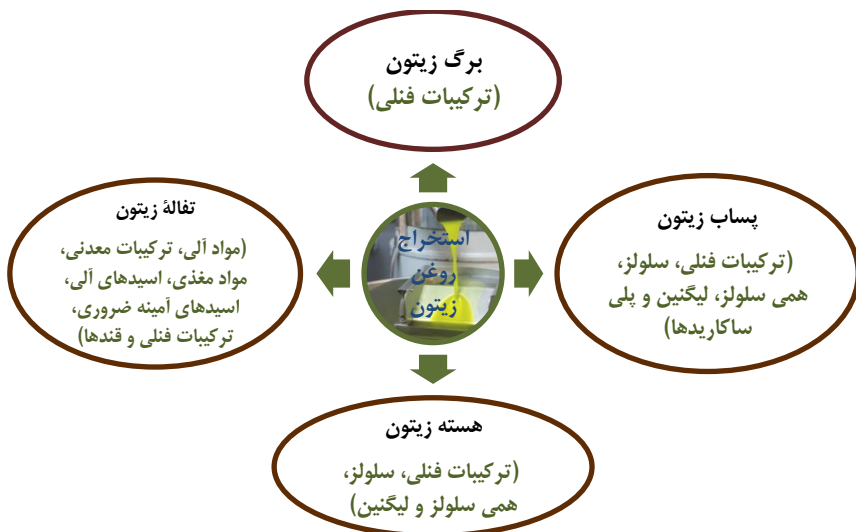 برگ زیتون
(ترکیبات فنلی)
پساب زیتون
(ترکیبات فنلی، سلولز،
همی سلولز، لیگنین و پلی
ساکاریدها)
استخراج
روغن
زیتون
تفالۀ زیتون
(مواد آلی، ترکیبات معدنی،
مواد مغذی، اسیدهای آلی،
اسیدهای آمینه ضروری،
ترکیبات فنلی و قندها)
هسته زیتون
(ترکیبات فنلی، سلولز،
همی سلولز و لیگنین)